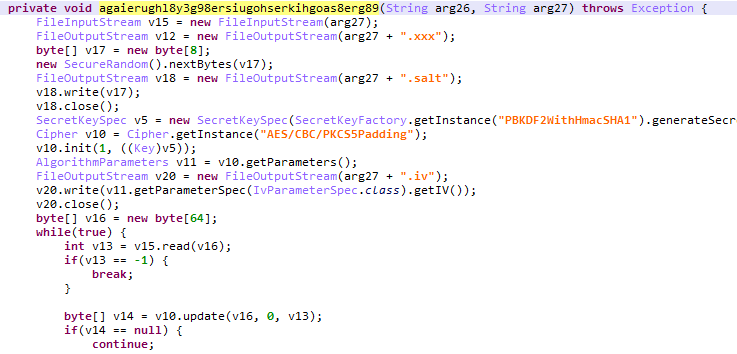 private void agaierughl8y3g98ersiugohserkihgoas8erg89(String arg26, String arg27) throws Exception {
FileInputStream v15 = new FileInputStream(arg27);
FileOutputStream v12 = new FileOutputStream(arg27 + ".xxx");
byte[] v17 = new byte[8];
new SecureRandom().nextBytes(v17);
FileOutputStream v18 = new FileOutputStream(arg27 + ".salt");
v18.write(v17);
v18.close();
SecretKeySpec v5 = new SecretKeySpec(SecretKeyFactory.getInstance("PBKDF2WithHmacSHA1").generateSecr
Cipher v10 = Cipher.getInstance("AES/CBC/PKCS5Padding");
v10.init(1, ((Key)v5));
AlgorithmParameters v11 = v10.getParameters();
FileOutputStream v20 = new FileOutputStream(arg27 + ".iv");
v20.write(v11.getParameterSpec(IvParameterSpec.class).getIV());
v20.close();
byte[] v16 = new byte[64];
while(true) {
int v13 = v15.read(v16);
if(v13 == -1) {
break;
}
byte[] v14 = v10.update(v16, 0, v13);
if(v14 == null) {
continue;